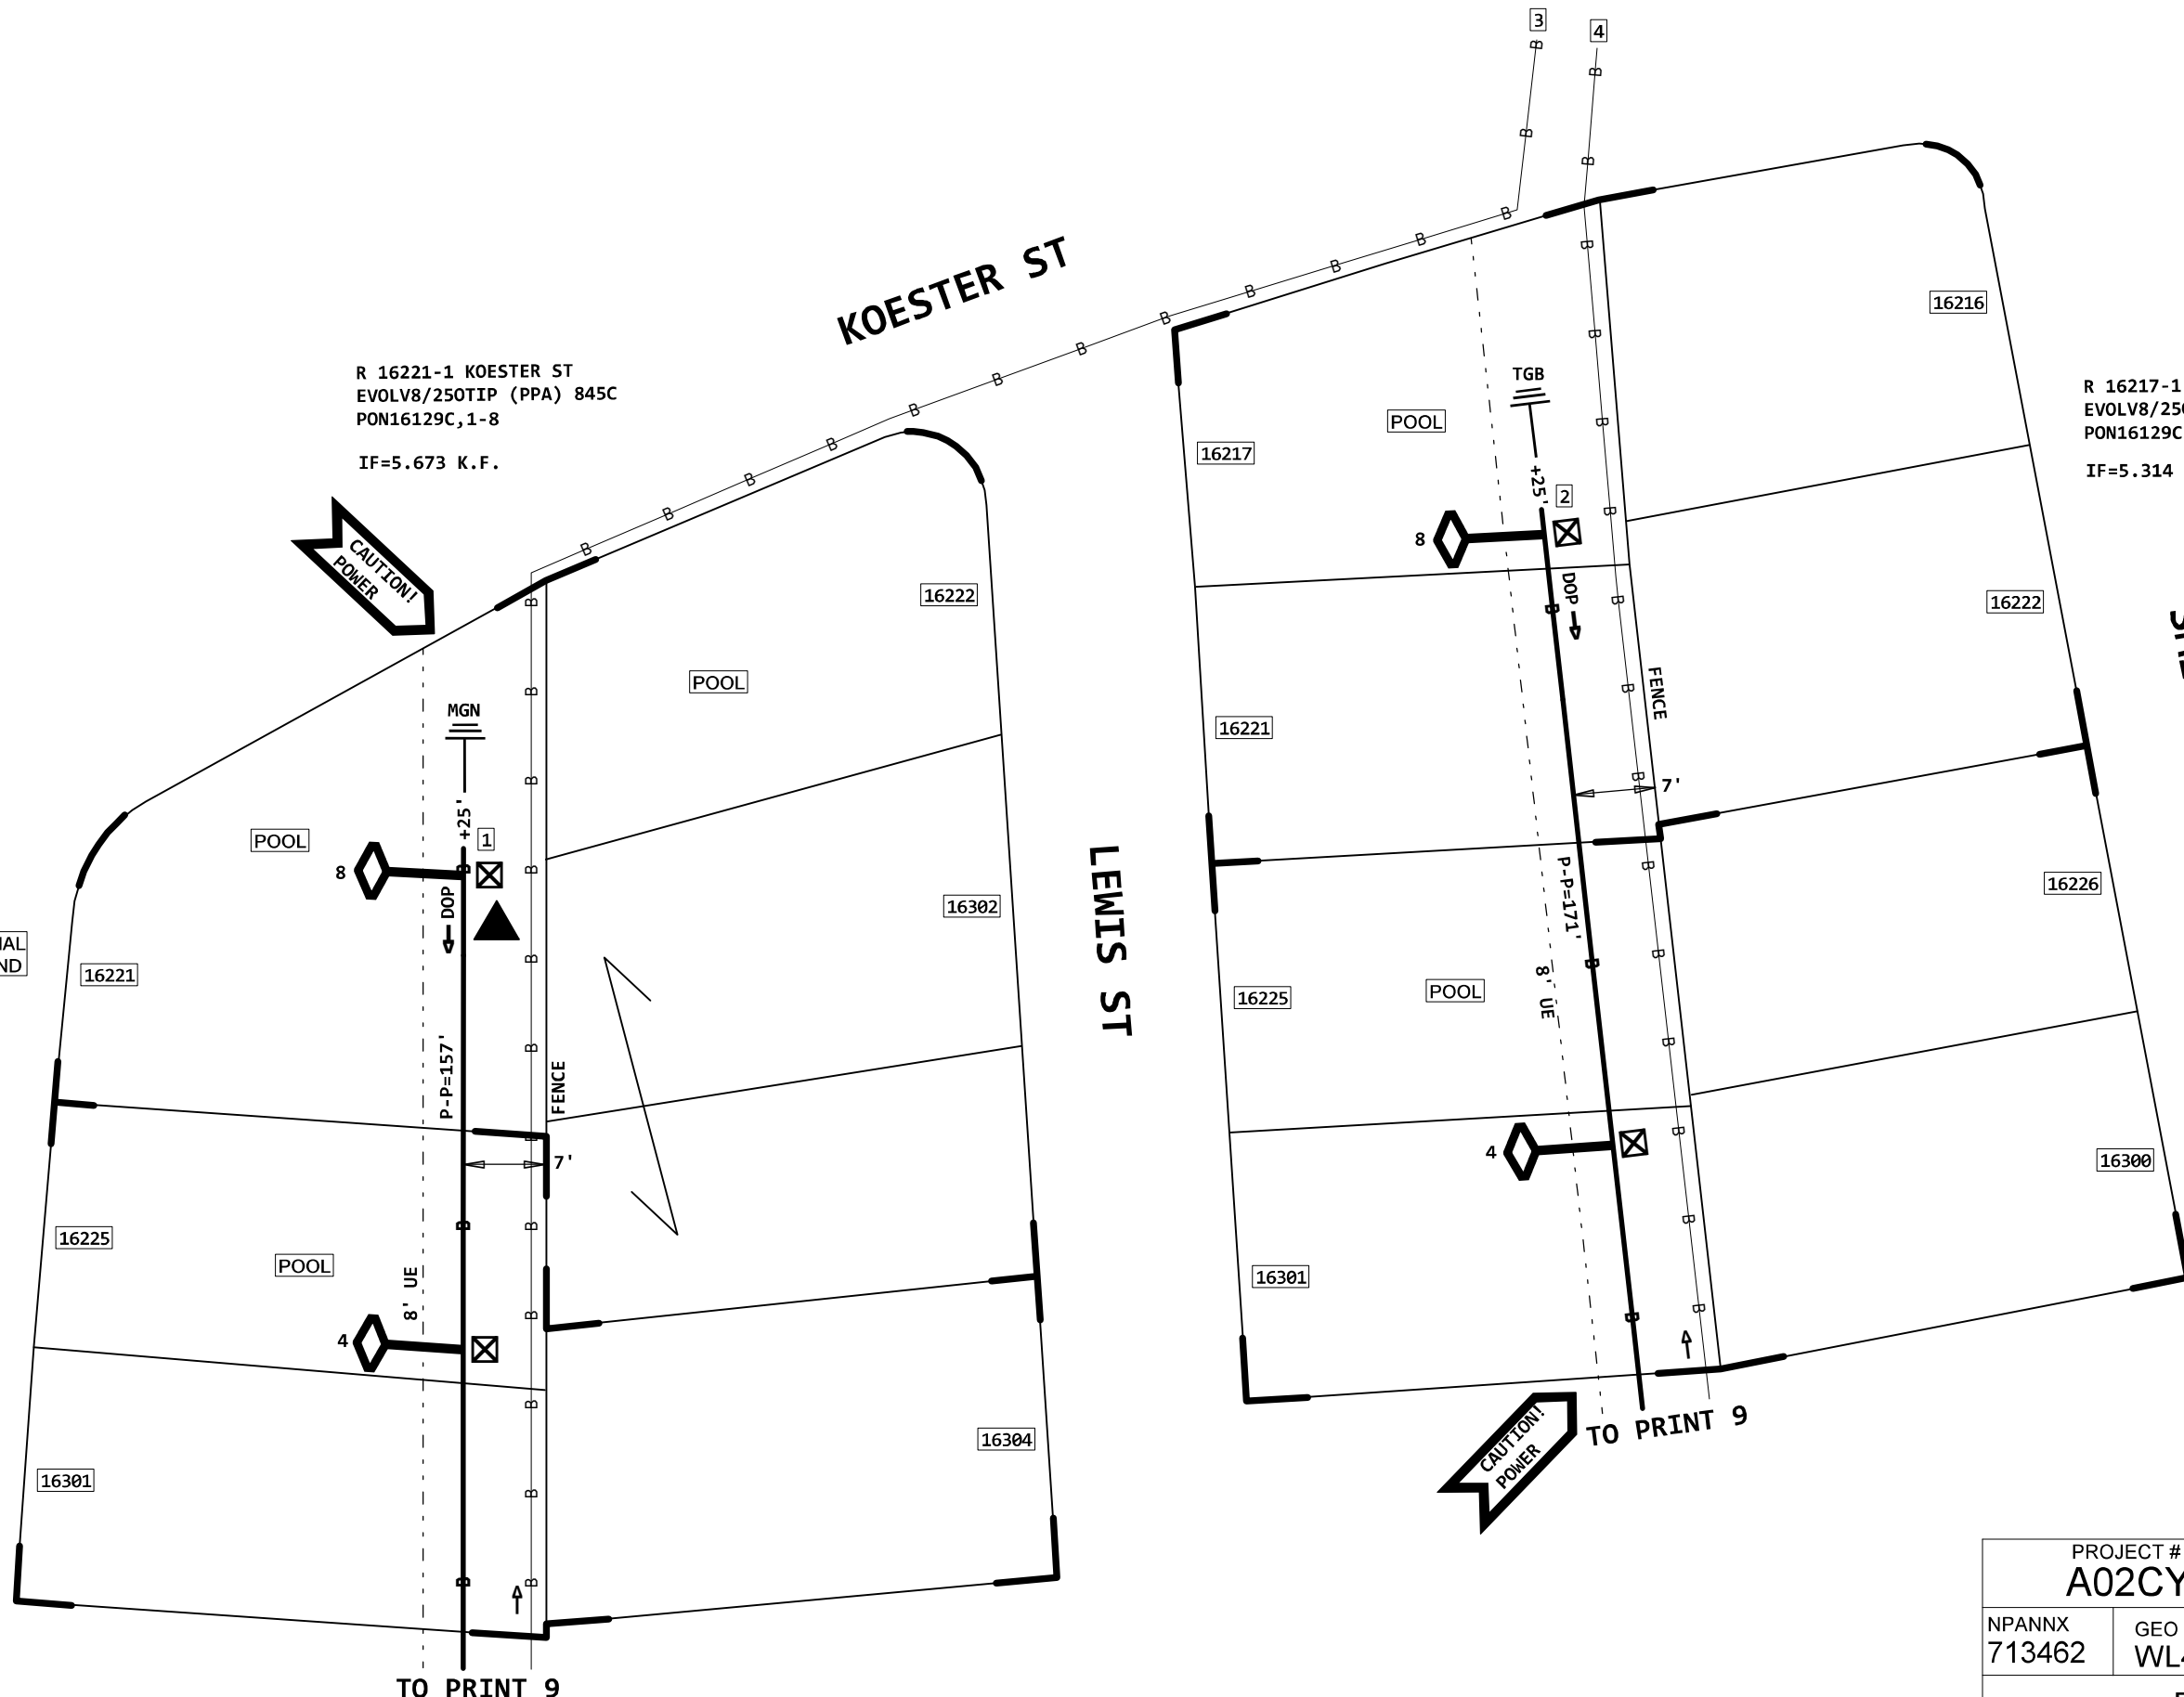 3
4
KOESTER ST
R 16221-1 KOESTER ST
EVOLV8/250TIP (PPA) 845C
PON16129C,1-8
IF=5.673 K.F.
CAUTION!
POWER
16222
POOL
MGN
+25'
1
POOL
8
DOP
16302
16221
P-P=157'
FENCE
7'
16225
POOL
8' UE
4
16304
16301
TO PRINT 9
LEWIS ST
16216
TGB
POOL
16217
+25'
2
8
DOP
16222
FENCE
16221
7'
P-P=171'
16226
POOL
16225
8' UE
4
16300
16301
CAUTION!
POWER
TO PRINT 9
R 16217-1
EVOLV8/25
PON16129C
IF=5.314
PROJECT #
A02CY
NPANNX
713462
GEO
WL
B B B B B B B B B B B B